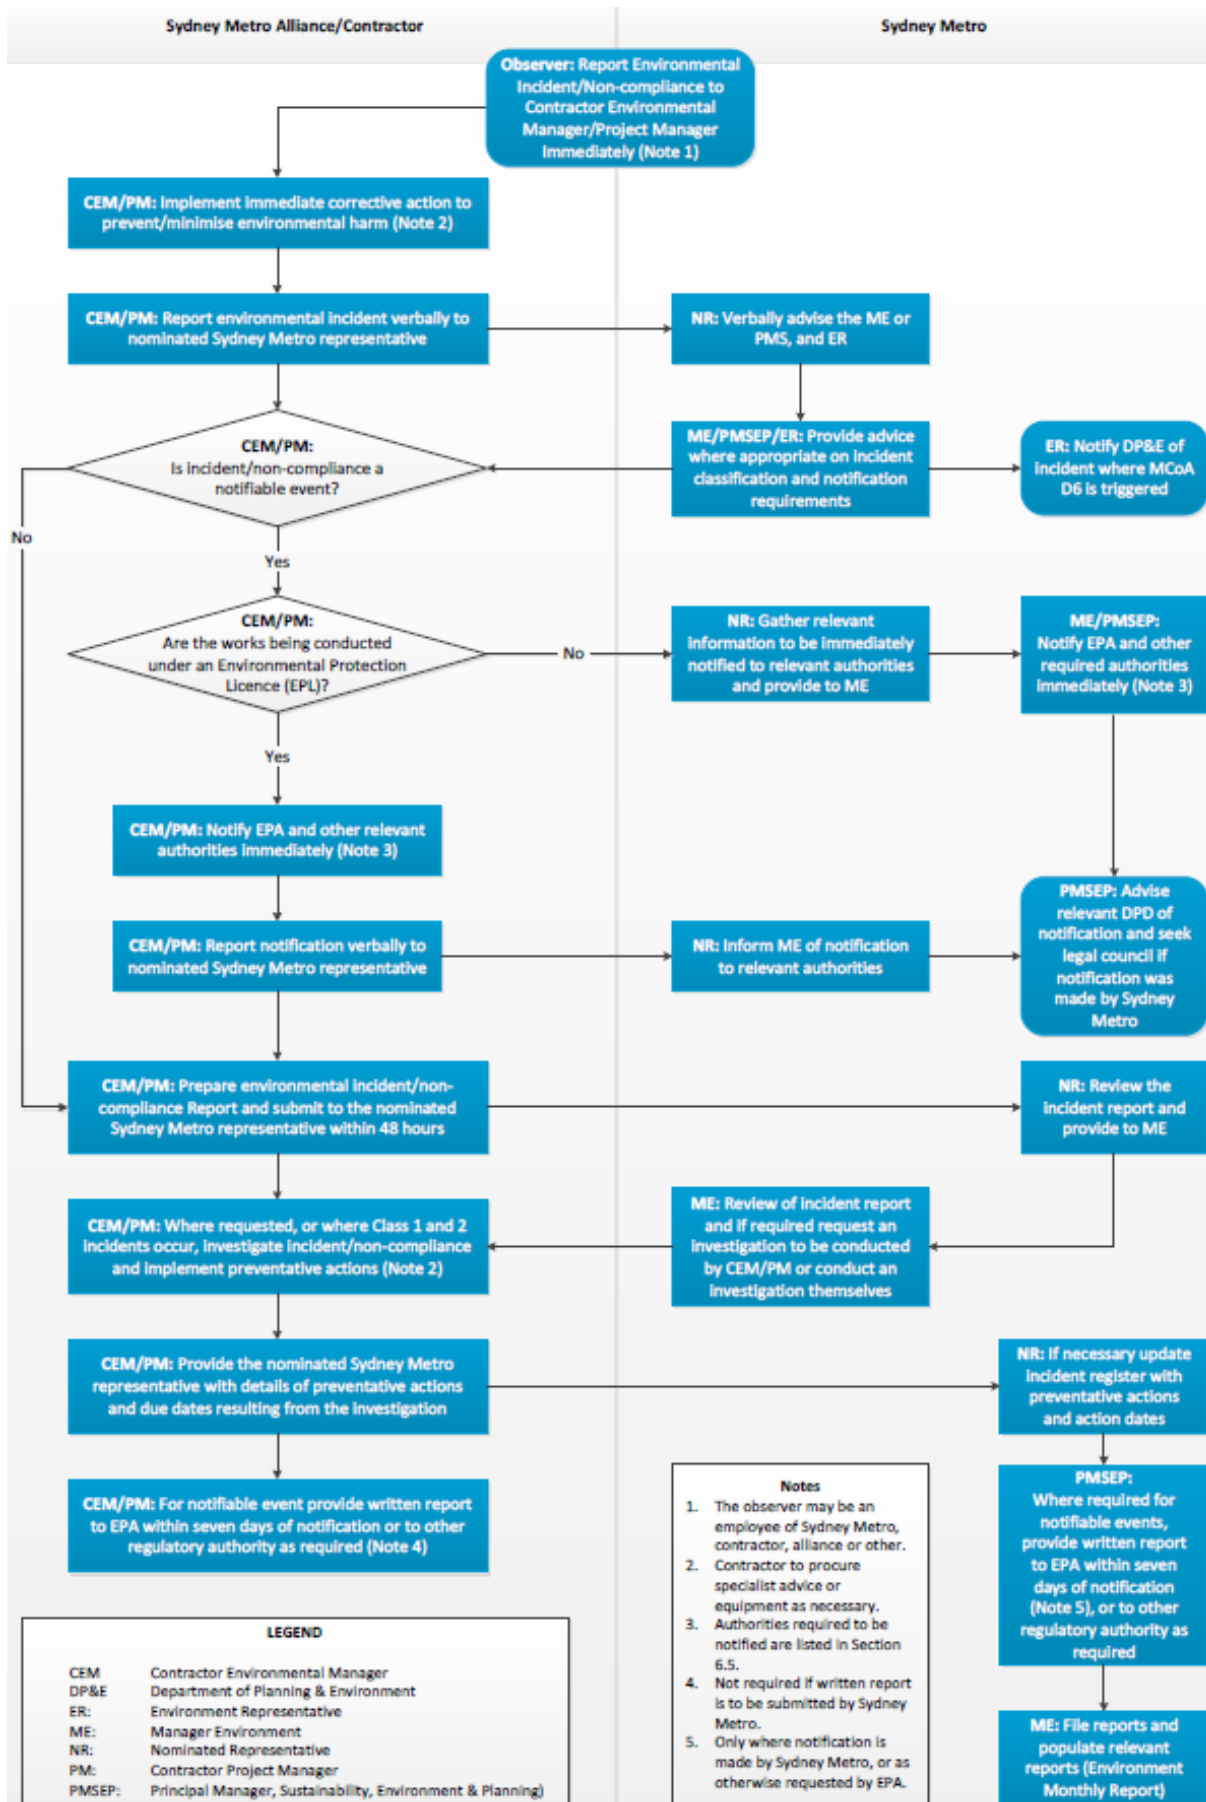 Sydney Metro Alliance/Contractor
Sydney Metro
Observer: Report Environmental
Incident/Non-compliance to
Contractor Environmental
Manager/Project Manager
Immediately (Note 1)
CEM/PM: Implement immediate corrective action to
prevent/minimise environmental harm (Note 2)
CEM/PM: Report environmental incident verbally to
nominated Sydney Metro representative
NR: Verbally advise the ME or
PMS, and ER
CEM/PM:
Is incident/non-compliance a
notifiable event?
ME/PMSEP/ER: Provide advice
where appropriate on incident
classification and notification
requirements
ER: Notify DP&E of
incident where MCoA
D6 is triggered
No
Yes
CEM/PM:
Are the works being conducted
under an Environmental Protection
Licence (EPL)?
No
NR: Gather relevant
information to be immediately
notified to relevant authorities
and provide to ME
ME/PMSEP:
Notify EPA and other
required authorities
immediately (Note 3)
Yes
CEM/PM: Notify EPA and other relevant
authorities immediately (Note 3)
CEM/PM: Report notification verbally to
nominated Sydney Metro representative
NR: Inform ME of notification
to relevant authorities
PMSEP: Advise
relevant DPD of
notification and seek
legal council if
notification was
made by Sydney
Metro
CEM/PM: Prepare environmental incident/non-
compliance Report and submit to the nominated
Sydney Metro representative within 48 hours
NR: Review the
incident report and
provide to ME
CEM/PM: Where requested, or where Class 1 and 2
incidents occur, investigate incident/non-compliance
and implement preventative actions (Note 2)
ME: Review of incident report
and if required request an
investigation to be conducted
by CEM/PM or conduct an
investigation themselves
CEM/PM: Provide the nominated Sydney Metro
representative with details of preventative actions
and due dates resulting from the investigation
NR: If necessary update
incident register with
preventative actions
and action dates
CEM/PM: For notifiable event provide written report
to EPA within seven days of notification or to other
regulatory authority as required (Note 4)
PMSEP:
Where required for
notifiable events,
provide written report
to EPA within seven
days of notification
(Note 5), or to other
regulatory authority as
required
ME: File reports and
populate relevant
reports (Environment
Monthly Report)
Notes
1. The observer may be an
employee of Sydney Metro,
contractor, alliance or other.
2. Contractor to procure
specialist advice or
equipment as necessary.
3. Authorities required to be
notified are listed in Section
6.5.
4. Not required if written report
is to be submitted by Sydney
Metro.
5. Only where notification is
made by Sydney Metro, or as
otherwise requested by EPA.
LEGEND
CEM Contractor Environmental Manager
DP&E Department of Planning & Environment
ER: Environment Representative
ME: Manager Environment
NR: Nominated Representative
PM: Contractor Project Manager
PMSEP: Principal Manager, Sustainability, Environment & Planning)